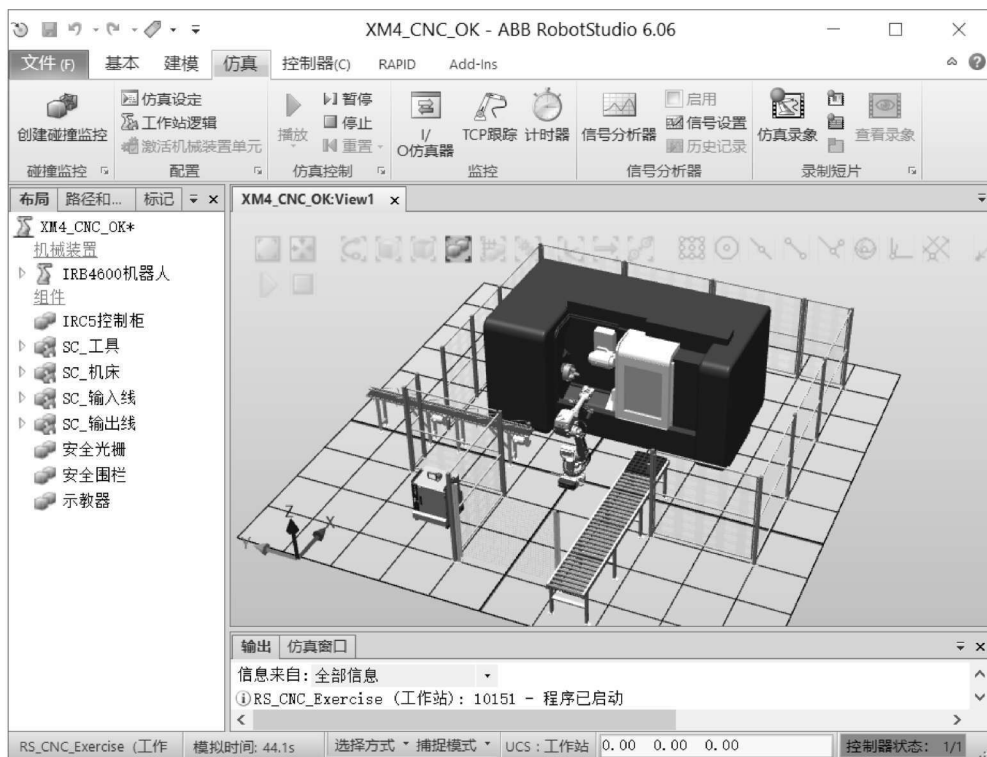 XM4_CNC_OK - ABB RobotStudio 6.06
文件(F) 基本 建模 仿真 控制器(C) RAPID Add-Ins
创建碰撞监控
碰撞监控
仿真设定
工作站逻辑
激活机械装置单元
配置
播放
暂停
停止
重置
仿真控制
I/
O仿真器
TCP跟踪
计时器
监控
信号分析器
启用
信号设置
历史记录
信号分析器
仿真录象
查看录象
录制短片
布局 路径和... 标记
XM4_CNC_OK:View1
XM4_CNC_OK*
机械装置
IRB4600机器人
组件
IRC5控制柜
SC_工具
SC_机床
SC_输入线
SC_输出线
安全光栅
安全围栏
示教器
Z
X
Y
输出 仿真窗口
信息来自: 全部信息
RS_CNC_Exercise (工作站): 10151 - 程序已启动
RS_CNC_Exercise (工作 模拟时间: 44.1s 选择方式 捕捉模式 UCS : 工作站 0.00 0.00 0.00 控制器状态: 1/1